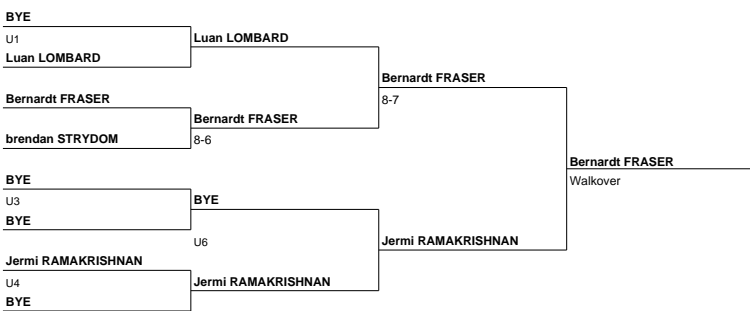 BYE
U1
Luan LOMBARD
Luan LOMBARD
Bernardt FRASER
8-7
Bernardt FRASER
Bernardt FRASER
8-6
brendan STRYDOM
Bernardt FRASER
Walkover
BYE
U3
BYE
BYE
U6
Jermi RAMAKRISHNAN
Jermi RAMAKRISHNAN
U4
Jermi RAMAKRISHNAN
BYE